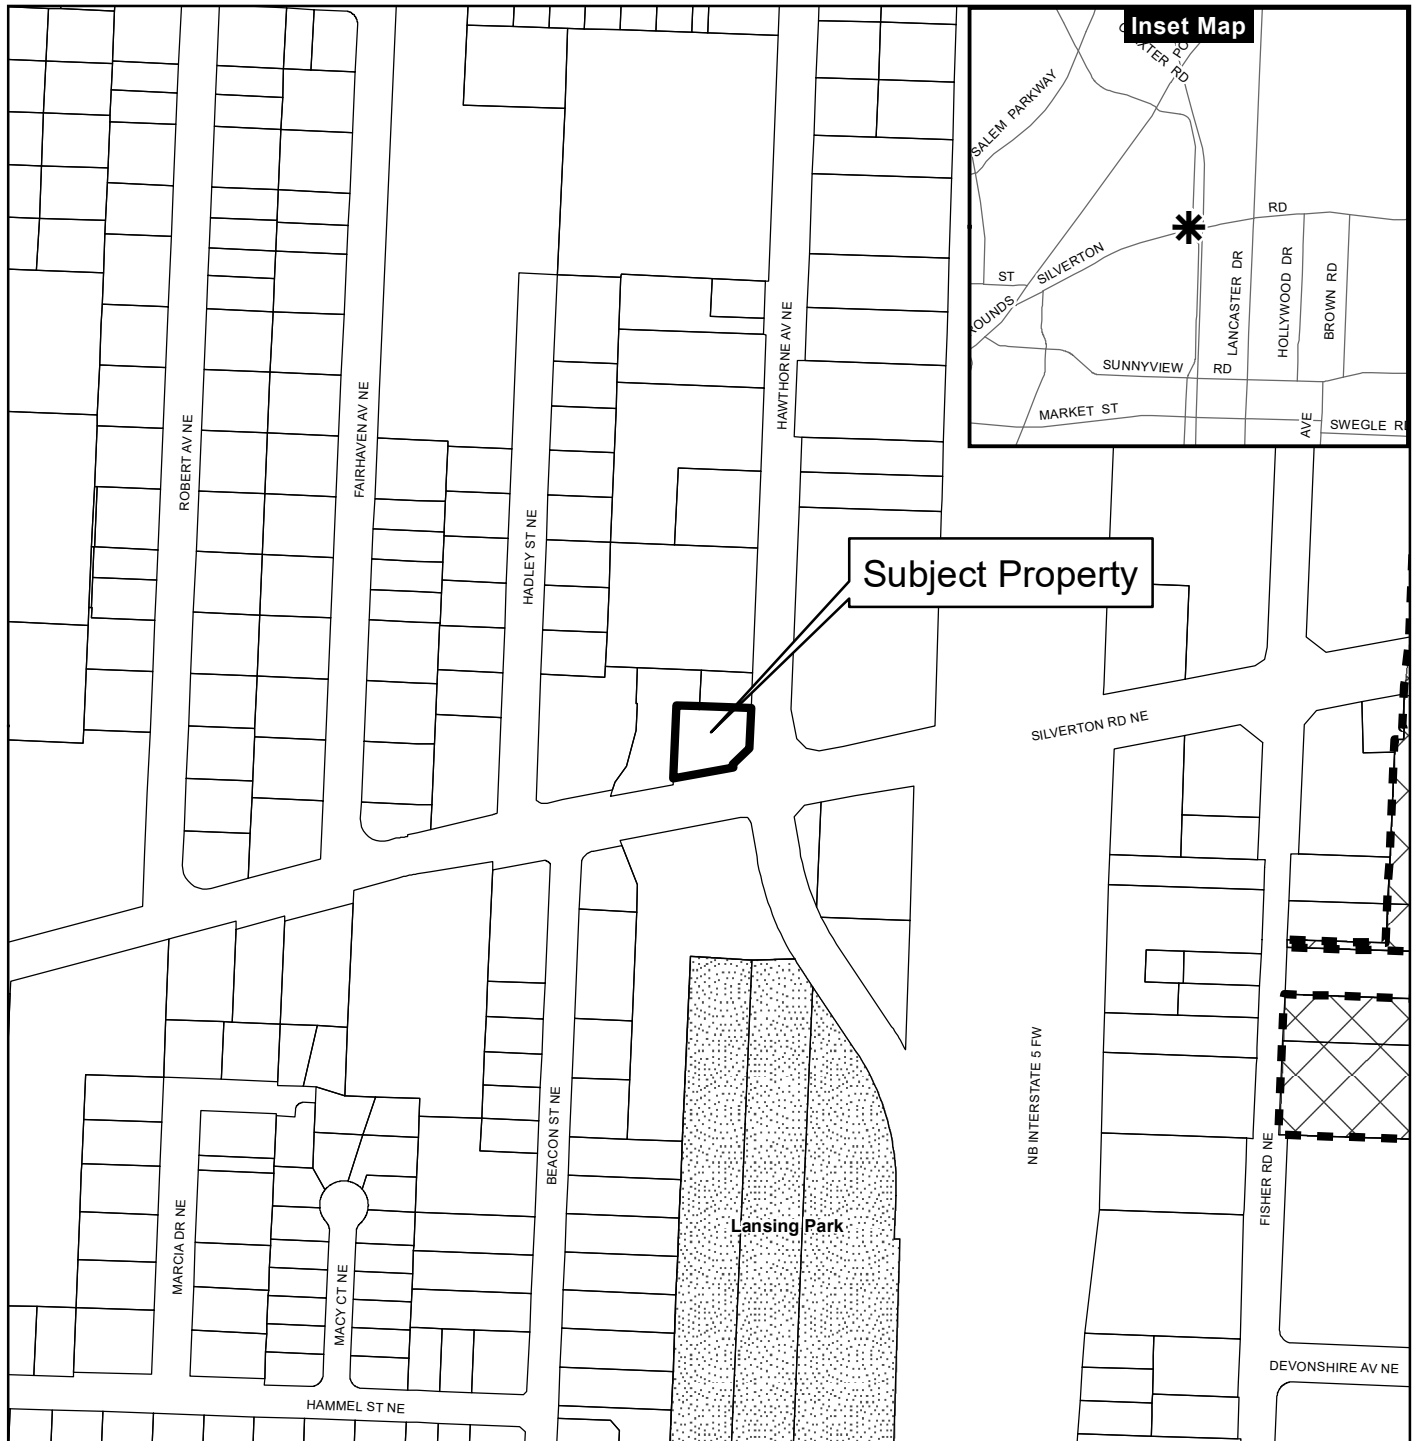 Inset Map
SALEM PARKWAY
RD
SILVERTON
RD
ST
LANCASTER DR
HOLLYWOOD DR
BROWN RD
SUNNYVIEW RD
MARKET ST
AVE
SWEGLE
HAWTHORNE AV NE
ROBERT AV NE
FAIRHAVEN AV NE
HADLEY ST NE
Subject Property
SILVERTON RD NE
NB INTERSTATE 5 FW
BEACON ST NE
FISHER RD NE
MARCIA DR NE
Lansing Park
MACY CT NE
DEVONSHIRE AV NE
HAMMEL ST NE